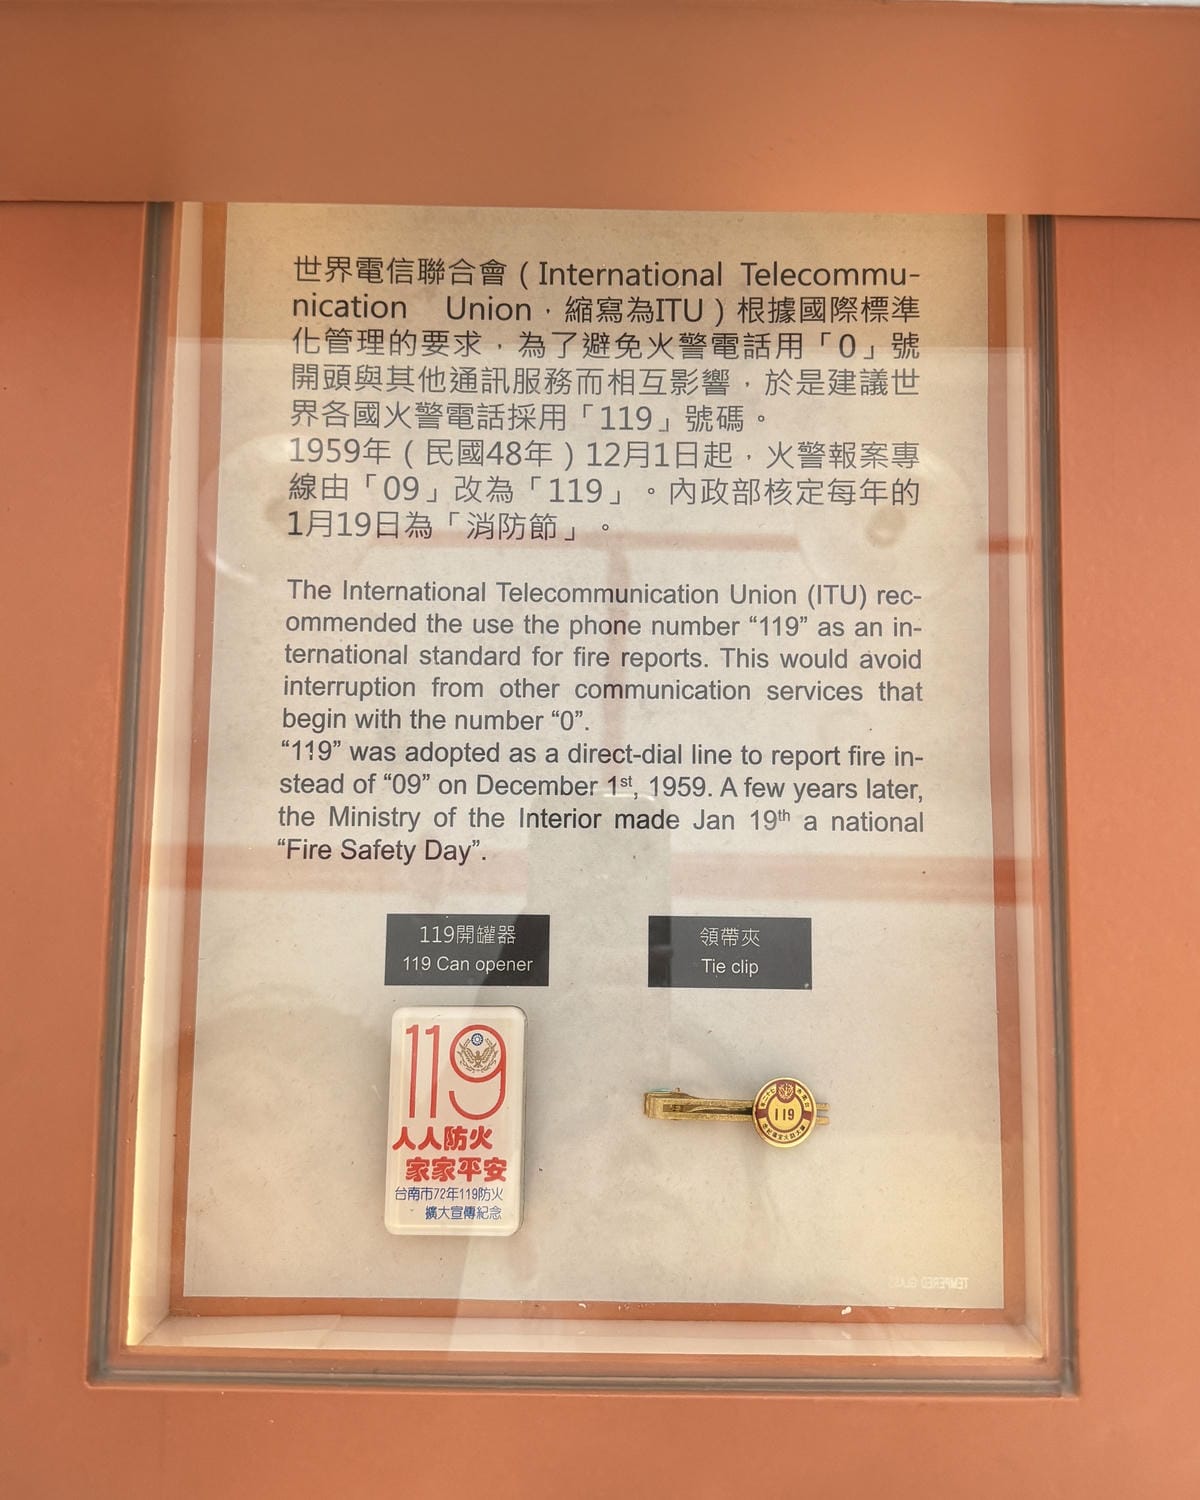 世界電信聯合會（International Telecommu-
nication Union，縮寫為ITU）根據國際標準
化管理的要求，為了避免火警電話用「0」號
開頭與其他通訊服務而相互影響，於是建議世
界各國火警電話採用「119」號碼。
1959年（民國48年）12月1日起，火警報案專
線由「09」改為「119」。內政部核定每年的
1月19日為「消防節」。
The International Telecommunication Union (ITU) rec-
ommended the use the phone number “119” as an in-
ternational standard for fire reports. This would avoid
interruption from other communication services that
begin with the number “0”.
“119” was adopted as a direct-dial line to report fire in-
stead of “09” on December 1st, 1959. A few years later,
the Ministry of the Interior made Jan 19th a national
“Fire Safety Day”.
119開罐器
119 Can opener
領帶夾
Tie clip
119
人人防火
家家平安
台南市72年119防火
擴大宣傳紀念
119
TEMPERED GLASS